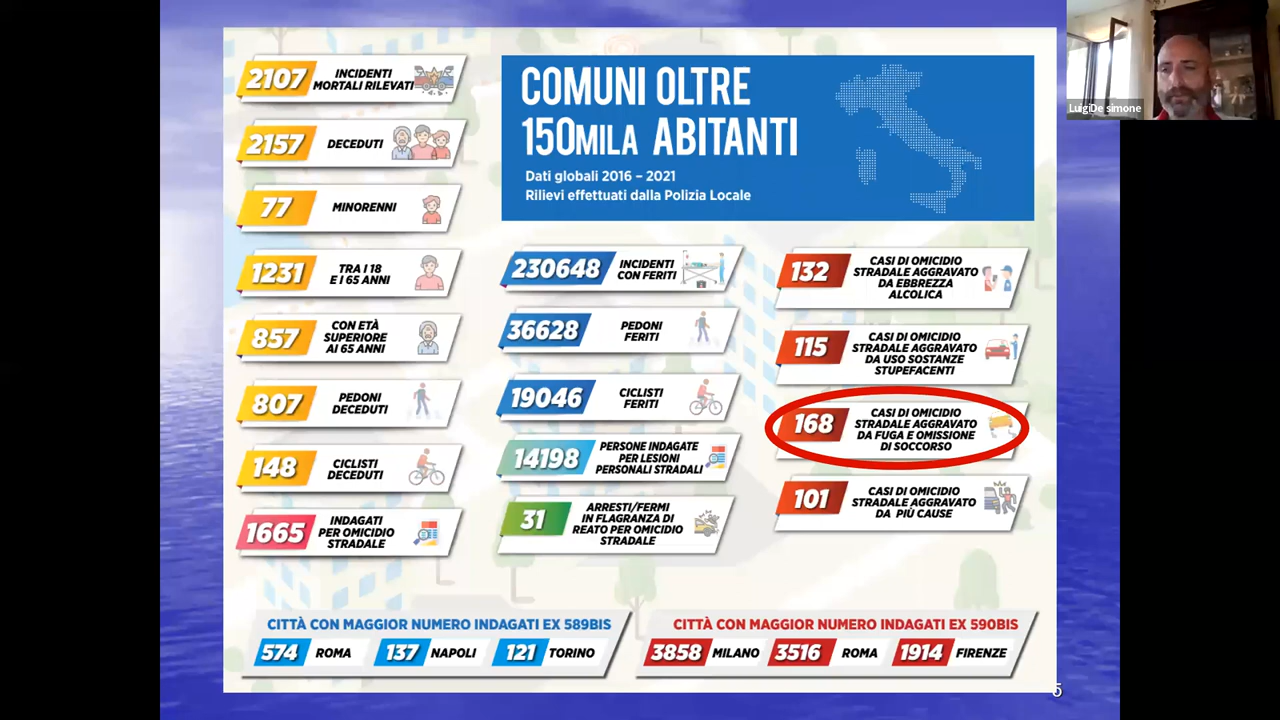 2107
INCIDENTI
MORTALI RILEVATI
2157
DECEDUTI
77
MINORENNI
1231
TRA I 18
E I 65 ANNI
857
CON ETÀ
SUPERIORE
AI 65 ANNI
807
PEDONI
DECEDUTI
148
CICLISTI
DECEDUTI
1665
INDAGATI
PER OMICIDIO
STRADALE
COMUNI OLTRE
150MILA ABITANTI
Dati globali 2016 – 2021
Rilievi effettuati dalla Polizia Locale
230648
INCIDENTI
CON FERITI
36628
PEDONI
FERITI
19046
CICLISTI
FERITI
14198
PERSONE INDAGATE
PER LESIONI
PERSONALI STRADALI
31
ARRESTI/FERMI
IN FLAGRANZA DI
REATO PER OMICIDIO
STRADALE
132
CASI DI OMICIDIO
STRADALE AGGRAVATO
DA EBBREZZA
ALCOLICA
115
CASI DI OMICIDIO
STRADALE AGGRAVATO
DA USO SOSTANZE
STUPEFACENTI
168
CASI DI OMICIDIO
STRADALE AGGRAVATO
DA FUGA E OMISSIONE
DI SOCCORSO
101
CASI DI OMICIDIO
STRADALE AGGRAVATO
DA PIÙ CAUSE
CITTÀ CON MAGGIOR NUMERO INDAGATI EX 589BIS
574 ROMA 137 NAPOLI 121 TORINO
CITTÀ CON MAGGIOR NUMERO INDAGATI EX 590BIS
3858 MILANO 3516 ROMA 1914 FIRENZE
5
LuigiDe simone